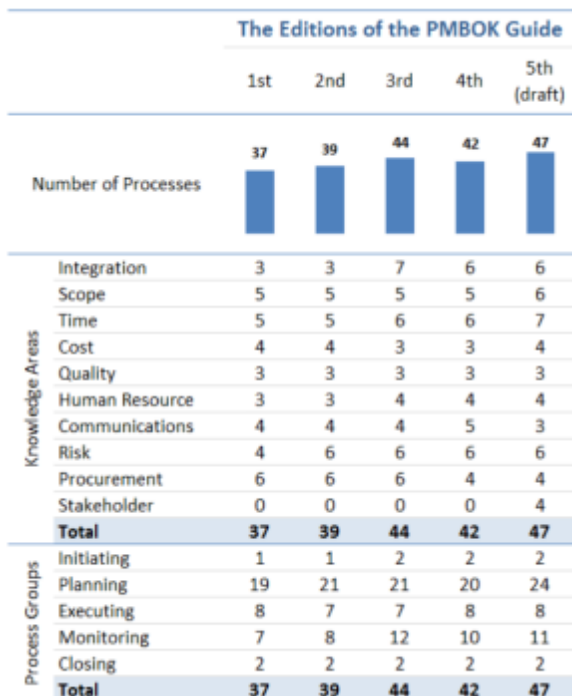 The Editions of the PMBOK Guide
1st 2nd 3rd 4th 5th (draft)
Number of Processes 37 39 44 42 47
Knowledge Areas
Integration 3 3 7 6 6
Scope 5 5 5 5 6
Time 5 5 6 6 7
Cost 4 4 3 3 4
Quality 3 3 3 3 3
Human Resource 3 3 4 4 4
Communications 4 4 4 5 3
Risk 4 6 6 6 6
Procurement 6 6 6 4 4
Stakeholder 0 0 0 0 4
Total 37 39 44 42 47
Process Groups
Initiating 1 1 2 2 2
Planning 19 21 21 20 24
Executing 8 7 7 8 8
Monitoring 7 8 12 10 11
Closing 2 2 2 2 2
Total 37 39 44 42 47